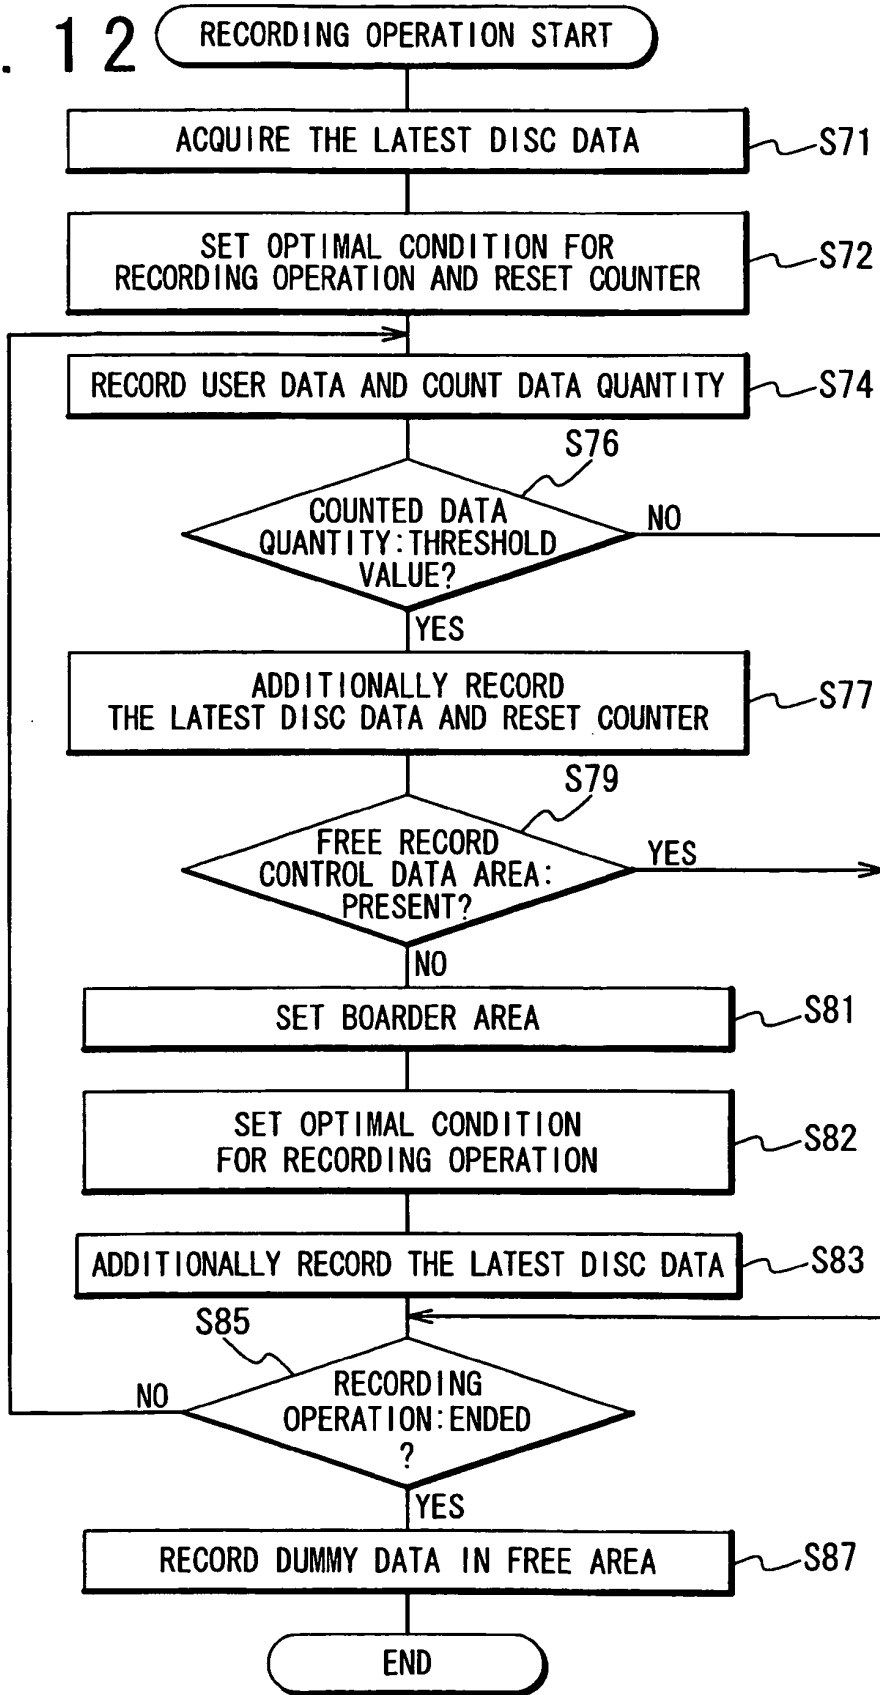 . 12
RECORDING OPERATION START
ACQUIRE THE LATEST DISC DATA
S71
SET OPTIMAL CONDITION FOR
RECORDING OPERATION AND RESET COUNTER
S72
RECORD USER DATA AND COUNT DATA QUANTITY
S74
S76
COUNTED DATA
QUANTITY:THRESHOLD
VALUE?
NO
YES
ADDITIONALLY RECORD
THE LATEST DISC DATA AND RESET COUNTER
S77
S79
FREE RECORD
CONTROL DATA AREA:
PRESENT?
YES
NO
SET BOARDER AREA
S81
SET OPTIMAL CONDITION
FOR RECORDING OPERATION
S82
ADDITIONALLY RECORD THE LATEST DISC DATA
S83
S85
RECORDING
OPERATION:ENDED
?
NO
YES
RECORD DUMMY DATA IN FREE AREA
S87
END